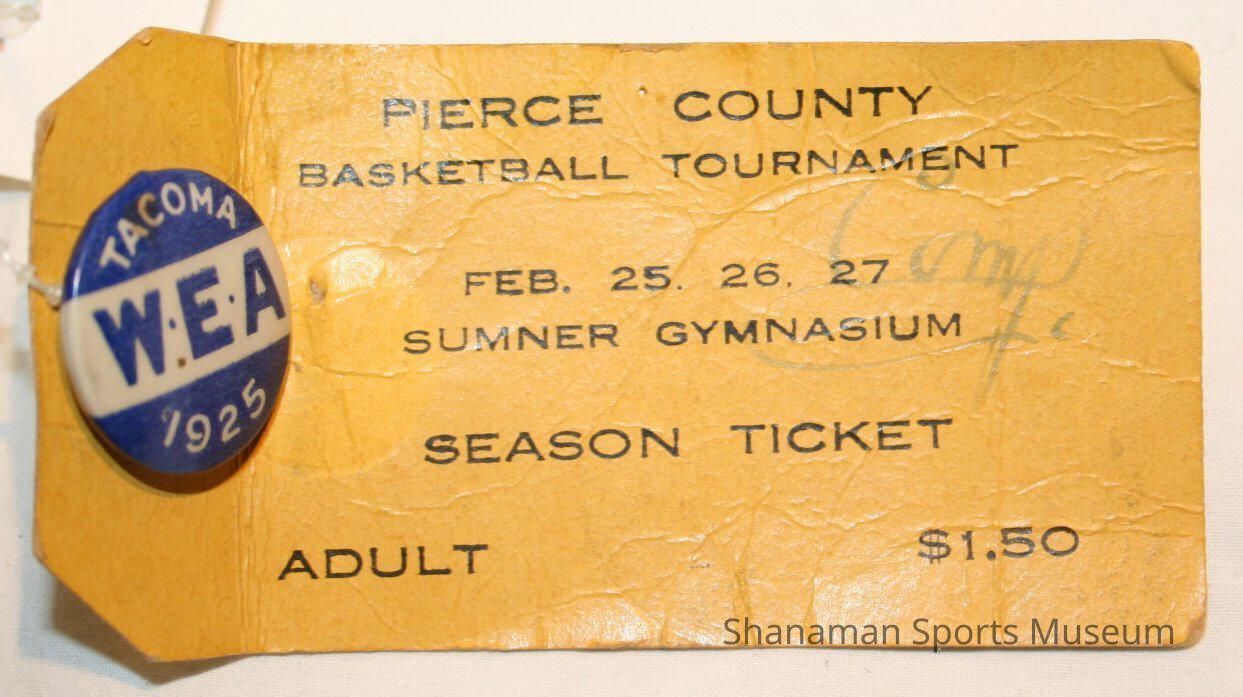 PIERCE COUNTY
BASKETBALL TOURNAMENT
FEB. 25. 26. 27
SUMNER GYMNASIUM
SEASON TICKET
ADULT $1.50
Comp.
TACOMA
W.E.A
1925
Shanaman Sports Museum